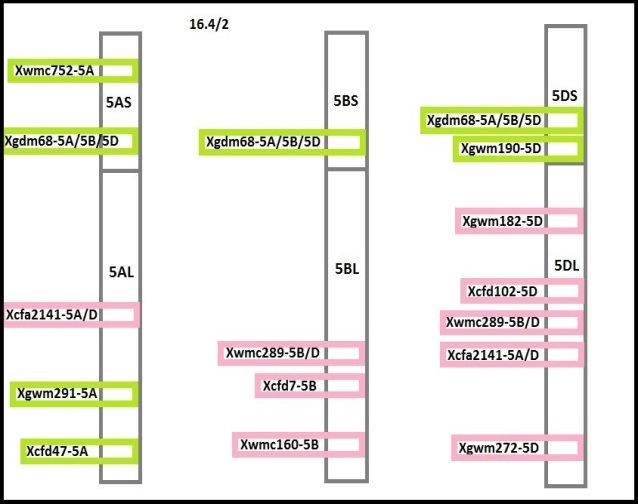 16.4/2
Xwmc752-5A
5AS
Xgdm68-5A/5B/5D
5AL
Xcfa2141-5A/D
Xgwm291-5A
Xcfd47-5A
5BS
Xgdm68-5A/5B/5D
5BL
Xwmc289-5B/D
Xcfd7-5B
Xwmc160-5B
5DS
Xgdm68-5A/5B/5D
Xgwm190-5D
Xgwm182-5D
5DL
Xcfd102-5D
Xwmc289-5B/D
Xcfa2141-5A/D
Xgwm272-5D